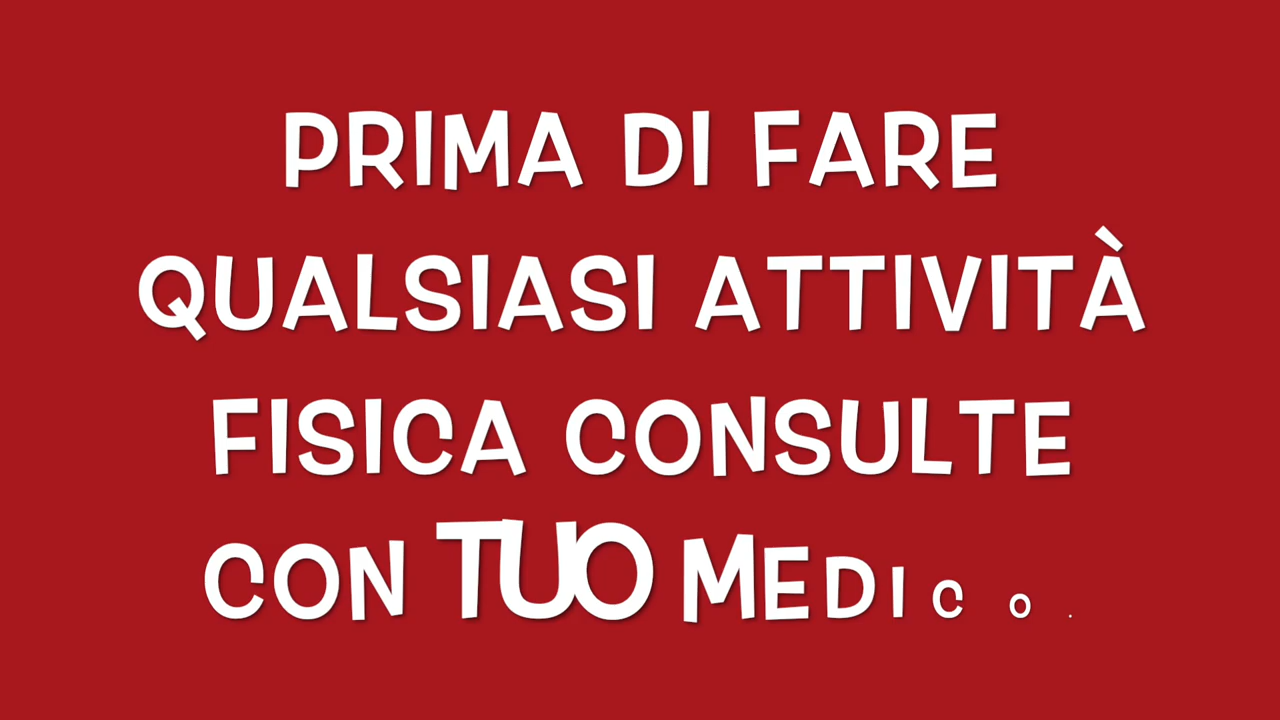 PRIMA DI FARE
QUALSIASI ATTIVITÀ
FISICA CONSULTE
CON TUO MEDICO.